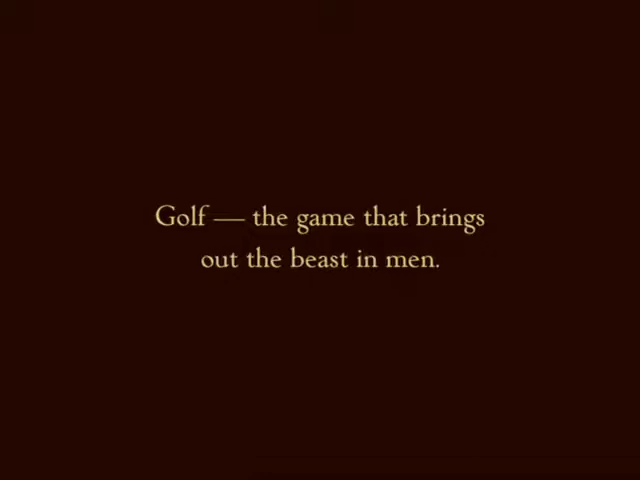 Golf — the game that brings
out the beast in men.